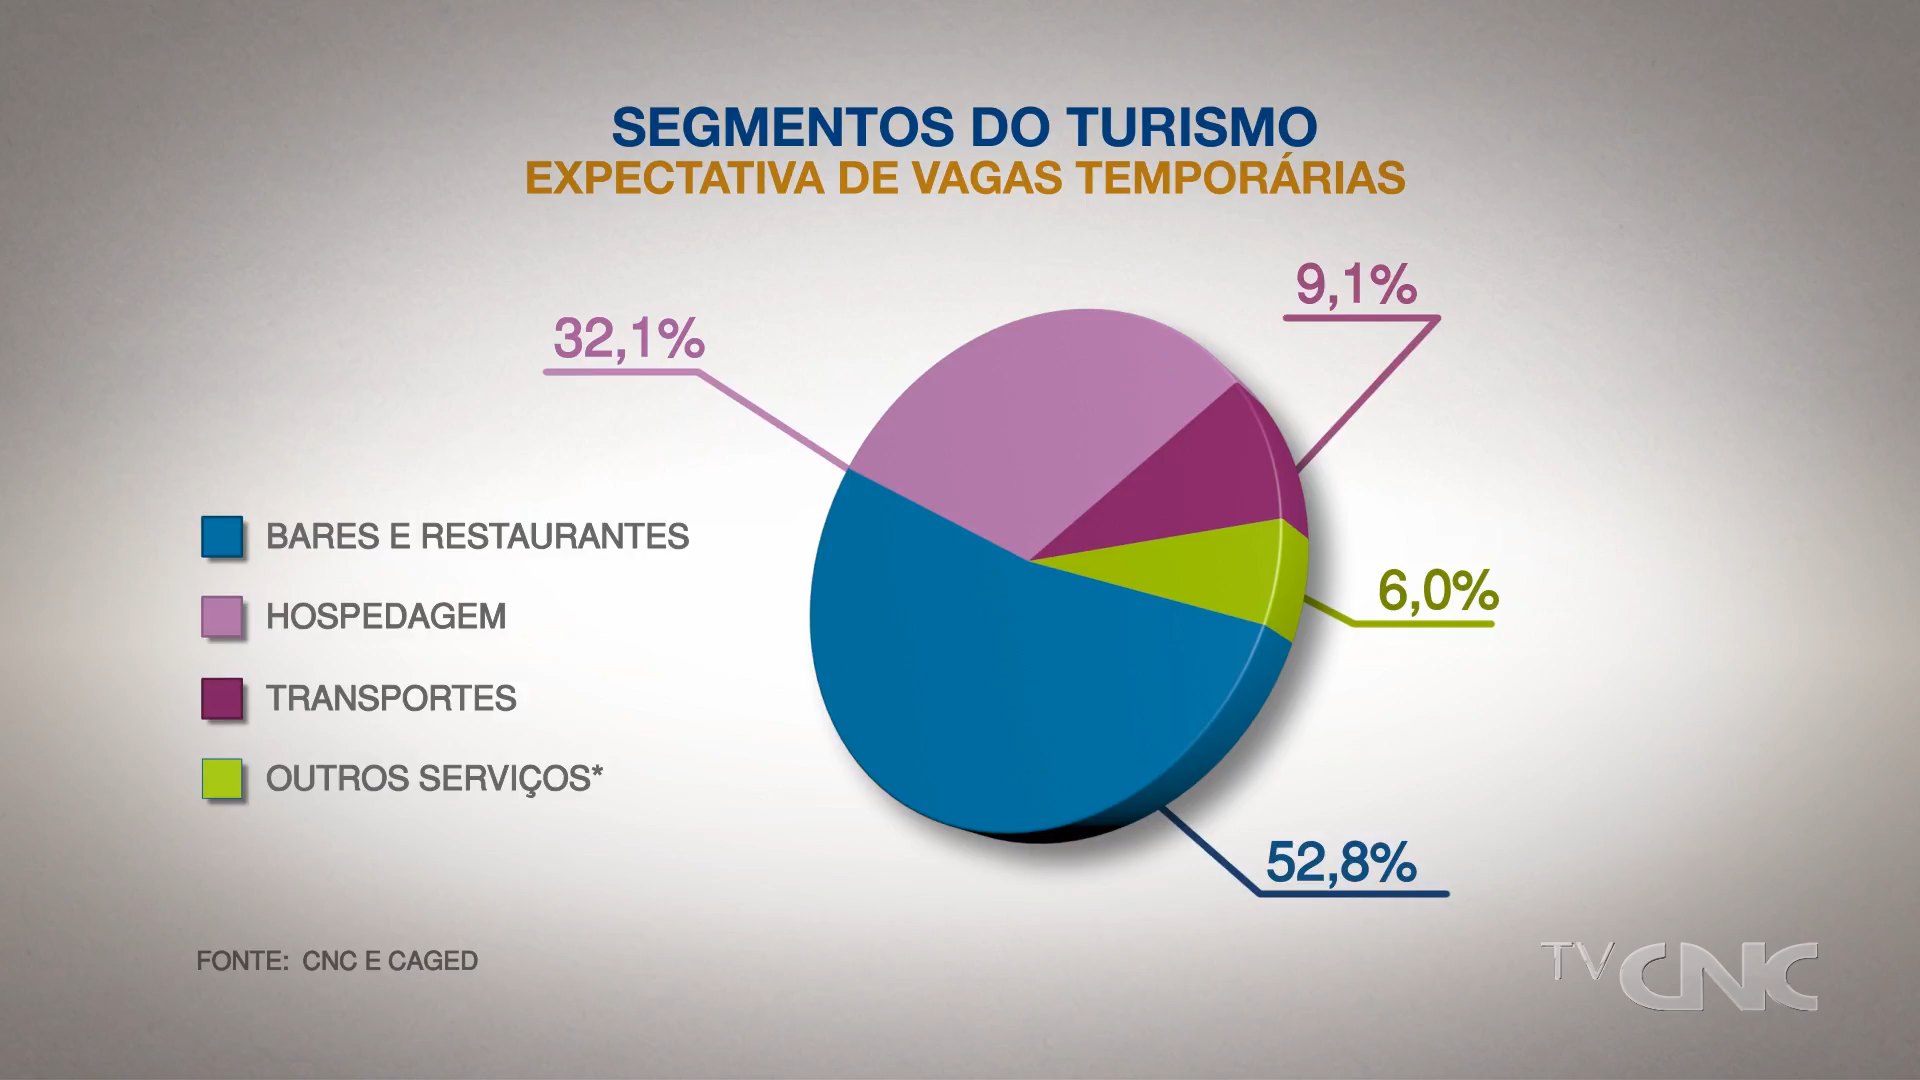 SEGMENTOS DO TURISMO
EXPECTATIVA DE VAGAS TEMPORÁRIAS
9,1%
32,1%
BARES E RESTAURANTES
HOSPEDAGEM
TRANSPORTES
OUTROS SERVIÇOS*
6,0%
52,8%
FONTE: CNC E CAGED
TV CNC